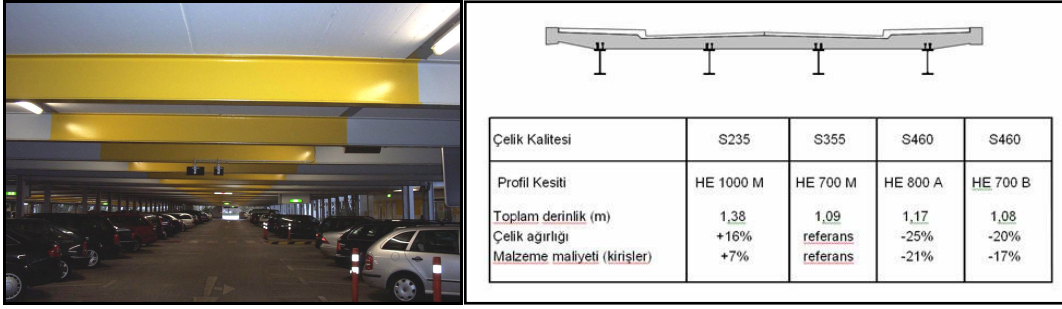 Çelik Kalitesi S235 S355 S460 S460
Profil Kesiti HE 1000 M HE 700 M HE 800 A HE 700 B
Toplam derinlik (m) 1,38 1,09 1,17 1,08
Çelik ağırlığı +16% referans -25% -20%
Malzeme maliyeti (kirişler) +7% referans -21% -17%